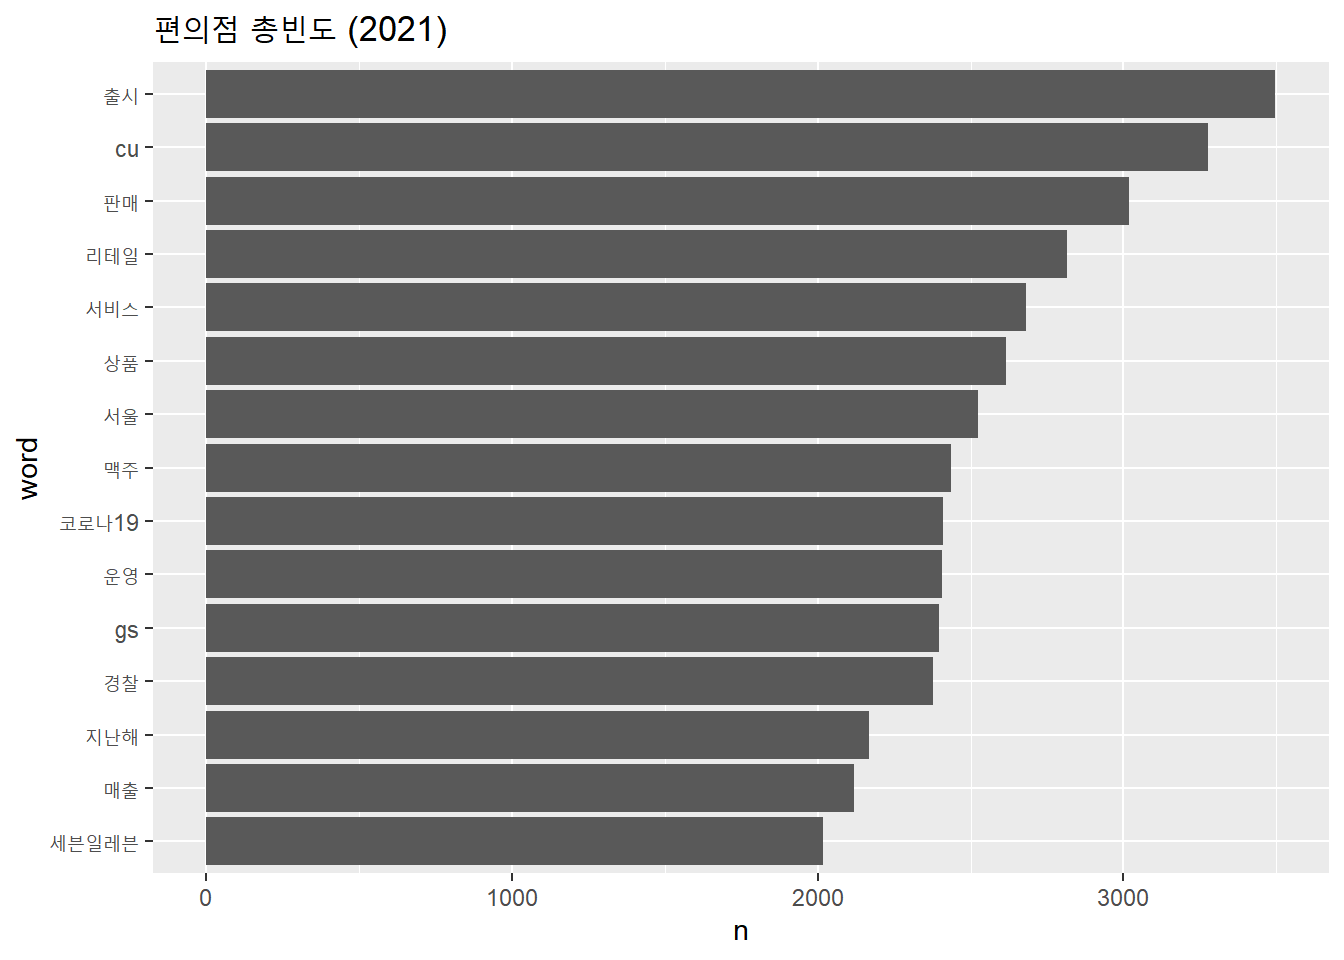 편의점 총빈도 (2021)
출시
cu
판매
리테일
서비스
상품
서울
맥주
코로나19
운영
gs
경찰
지난해
매출
세븐일레븐
word
0 1000 2000 3000
n